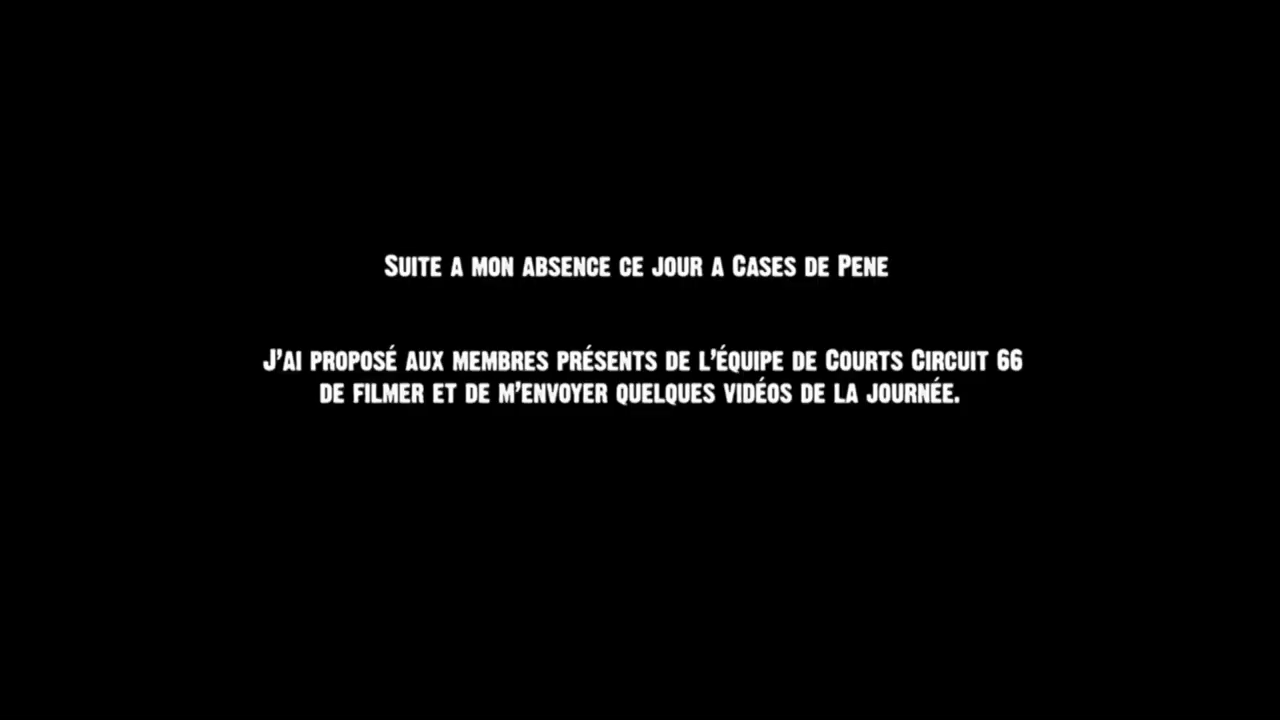 Suite a mon absence ce jour a Cases de Pene
J'ai proposé aux membres présents de l'équipe de Courts Circuit 66
de filmer et de m'envoyer quelques vidéos de la journée.